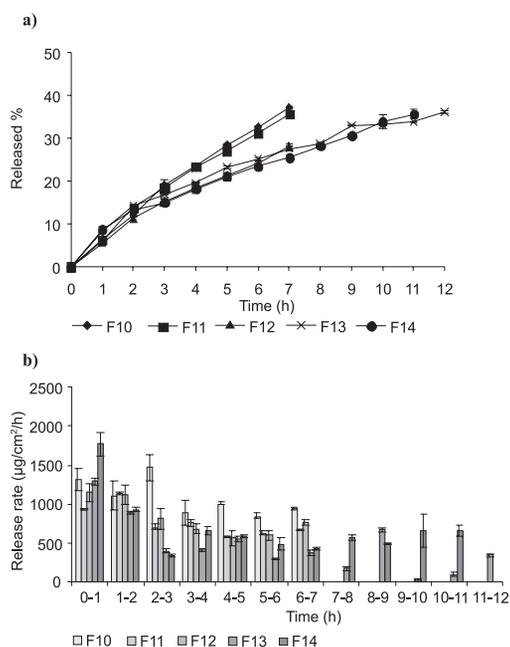 a)
50
40
30
20
10
0
Released %
0 1 2 3 4 5 6 7 8 9 10 11 12
Time (h)
F10 F11 F12 F13 F14
b)
2500
2000
1500
1000
500
0
Release rate (µg/cm²/h)
0-1 1-2 2-3 3-4 4-5 5-6 6-7 7-8 8-9 9-10 10-11 11-12
Time (h)
F10 F11 F12 F13 F14